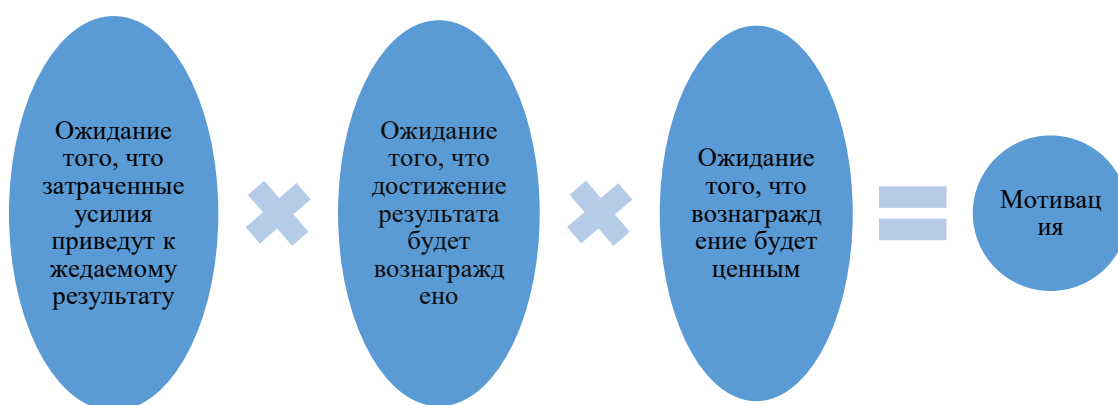 Ожидание
того, что
затраченные
усилия
приведут к
жедаемому
результату
Ожидание
того, что
достижение
результата
будет
вознагражд
ено
Ожидание
того, что
вознагражд
ение будет
ценным
Мотивац
ия